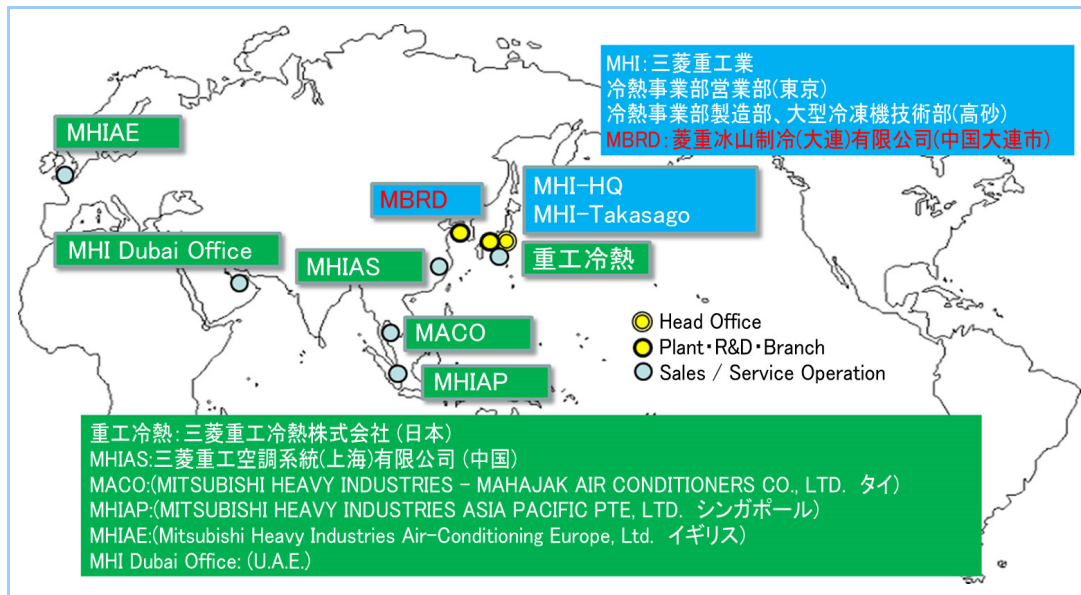 MHI：三菱重工業
冷熱事業部営業部(東京)
冷熱事業部製造部、大型冷凍機技術部(高砂)
MBRD：菱重冰山制冷(大連)有限公司(中国大連市)
MHIAE
MBRD
MHI-HQ
MHI-Takasago
MHI Dubai Office
MHIAS
重工冷熱
MACO
MHIAP
Head Office
Plant・R&D・Branch
Sales / Service Operation
重工冷熱：三菱重工冷熱株式会社 (日本)
MHIAS:三菱重工空調系統(上海)有限公司 (中国)
MACO:(MITSUBISHI HEAVY INDUSTRIES - MAHAJAK AIR CONDITIONERS CO., LTD. タイ)
MHIAP:(MITSUBISHI HEAVY INDUSTRIES ASIA PACIFIC PTE, LTD. シンガポール)
MHIAE:(Mitsubishi Heavy Industries Air-Conditioning Europe, Ltd. イギリス)
MHI Dubai Office: (U.A.E.)